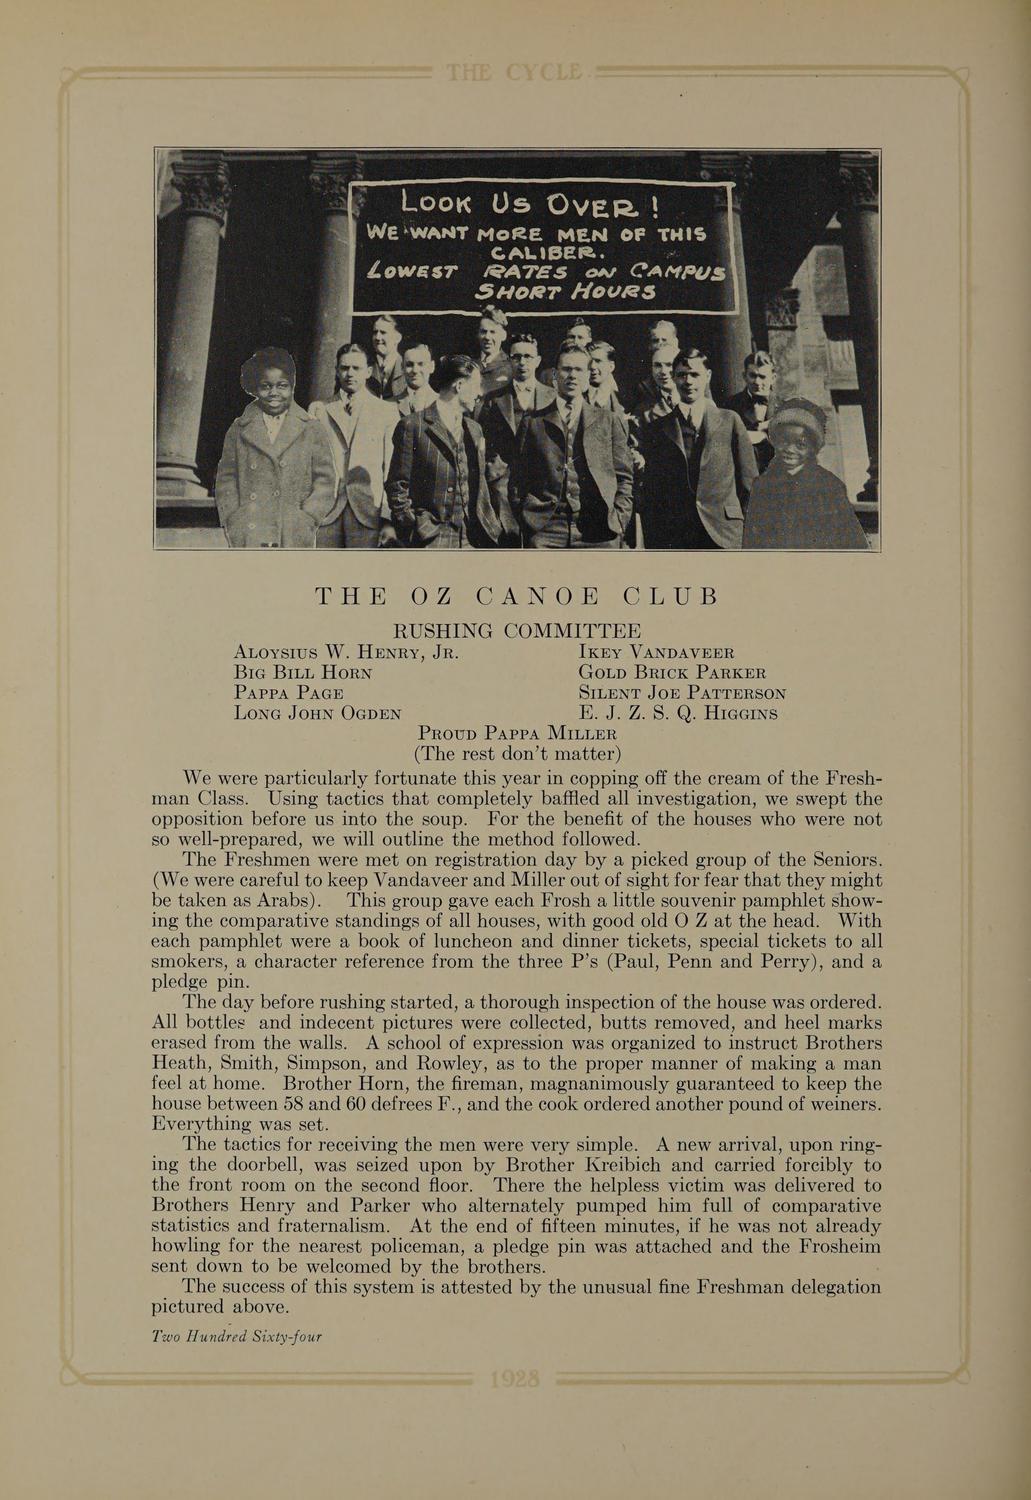 THE CYCLE
LOOK US OVER!
WE WANT MORE MEN OF THIS
CALIBER.
LOWEST RATES ON CAMPUS
SHORT HOURS
THE OZ CANOE CLUB
RUSHING COMMITTEE
ALOYSIUS W. HENRY, JR. IKEY VANDAVEER
BIG BILL HORN GOLD BRICK PARKER
PAPPA PAGE SILENT JOE PATTERSON
LONG JOHN OGDEN E. J. Z. S. Q. HIGGINS
PROUD PAPPA MILLER
(The rest don't matter)
We were particularly fortunate this year in copping off the cream of the Fresh-
man Class. Using tactics that completely baffled all investigation, we swept the
opposition before us into the soup. For the benefit of the houses who were not
so well-prepared, we will outline the method followed.
The Freshmen were met on registration day by a picked group of the Seniors.
(We were careful to keep Vandaveer and Miller out of sight for fear that they might
be taken as Arabs). This group gave each Frosh a little souvenir pamphlet show-
ing the comparative standings of all houses, with good old O Z at the head. With
each pamphlet were a book of luncheon and dinner tickets, special tickets to all
smokers, a character reference from the three P's (Paul, Penn and Perry), and a
pledge pin.
The day before rushing started, a thorough inspection of the house was ordered.
All bottles and indecent pictures were collected, butts removed, and heel marks
erased from the walls. A school of expression was organized to instruct Brothers
Heath, Smith, Simpson, and Rowley, as to the proper manner of making a man
feel at home. Brother Horn, the fireman, magnanimously guaranteed to keep the
house between 58 and 60 defrees F., and the cook ordered another pound of weiners.
Everything was set.
The tactics for receiving the men were very simple. A new arrival, upon ring-
ing the doorbell, was seized upon by Brother Kreibich and carried forcibly to
the front room on the second floor. There the helpless victim was delivered to
Brothers Henry and Parker who alternately pumped him full of comparative
statistics and fraternalism. At the end of fifteen minutes, if he was not already
howling for the nearest policeman, a pledge pin was attached and the Frosheim
sent down to be welcomed by the brothers.
The success of this system is attested by the unusual fine Freshman delegation
pictured above.
Two Hundred Sixty-four
1928